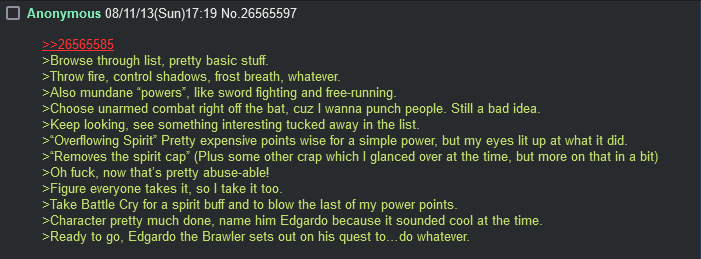 Anonymous 08/11/13(Sun)17:19 No.26565597
>>26565585
>Browse through list, pretty basic stuff.
>Throw fire, control shadows, frost breath, whatever.
>Also mundane “powers”, like sword fighting and free-running.
>Choose unarmed combat right off the bat, cuz I wanna punch people. Still a bad idea.
>Keep looking, see something interesting tucked away in the list.
>“Overflowing Spirit” Pretty expensive points wise for a simple power, but my eyes lit up at what it did.
>“Removes the spirit cap” (Plus some other crap which I glanced over at the time, but more on that in a bit)
>Oh fuck, now that’s pretty abuse-able!
>Figure everyone takes it, so I take it too.
>Take Battle Cry for a spirit buff and to blow the last of my power points.
>Character pretty much done, name him Edgardo because it sounded cool at the time.
>Ready to go, Edgardo the Brawler sets out on his quest to…do whatever.